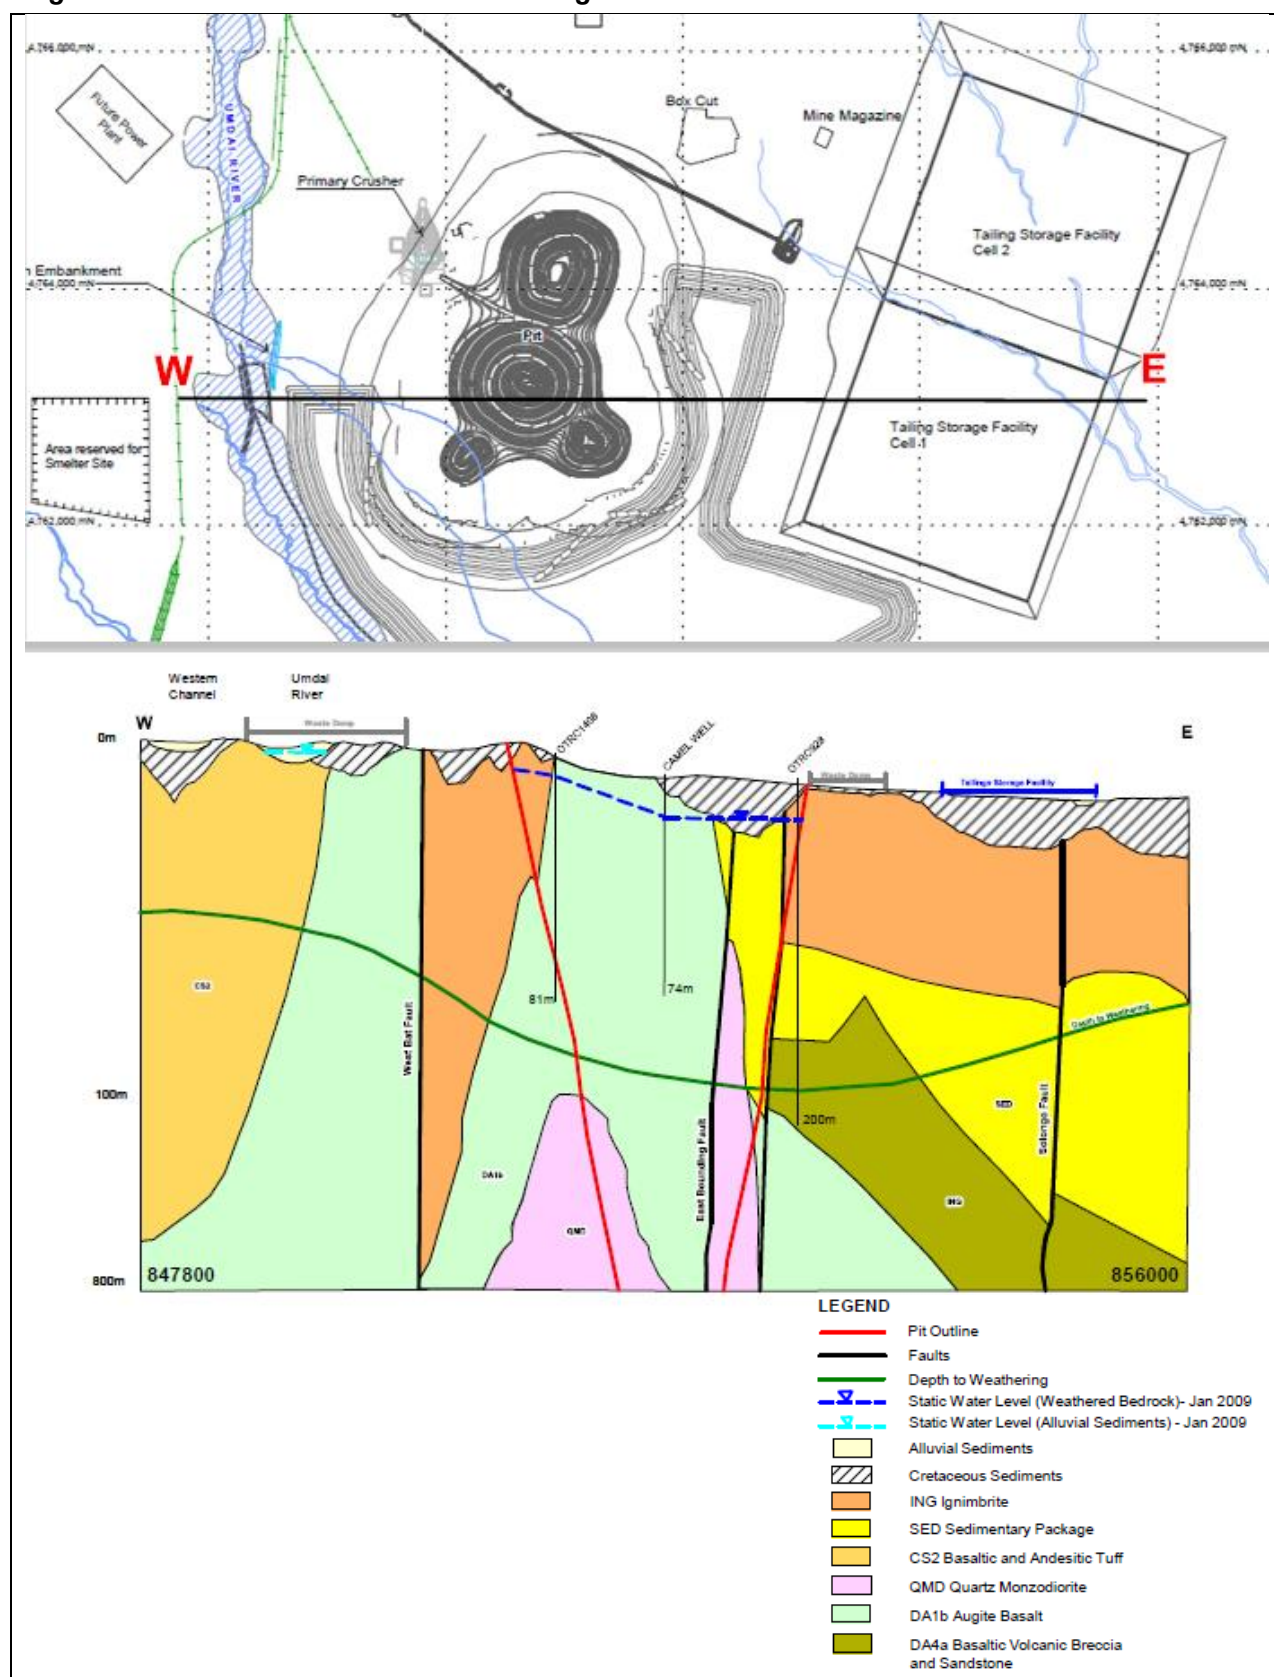 4,766,000 mN
4,766,000 mN
Future Power
Plant
UMDAI RIVER
Box Cut
Mine Magazine
Primary Crusher
Tailing Storage Facility
Cell 2
n Embankment
4,764,000 mN
4,764,000 mN
Pit
W
E
Area reserved for
Smelter Site
Tailing Storage Facility
Cell 1
4,762,000 mN
4,762,000 mN
Western
Channel
Umdal
River
W
Waste Dump
OTRC1406
CAMEL WELL
OTRC928
E
0m
Waste Dump
Tailings Storage Facility
CS2
West Bat Fault
81m
74m
Depth to Weathering
100m
East Bounding Fault
200m
SED
Solongo Fault
DA1b
QMD
ING
800m
847800
856000
LEGEND
Pit Outline
Faults
Depth to Weathering
Static Water Level (Weathered Bedrock)- Jan 2009
Static Water Level (Alluvial Sediments) - Jan 2009
Alluvial Sediments
Cretaceous Sediments
ING Ignimbrite
SED Sedimentary Package
CS2 Basaltic and Andesitic Tuff
QMD Quartz Monzodiorite
DA1b Augite Basalt
DA4a Basaltic Volcanic Breccia
and Sandstone